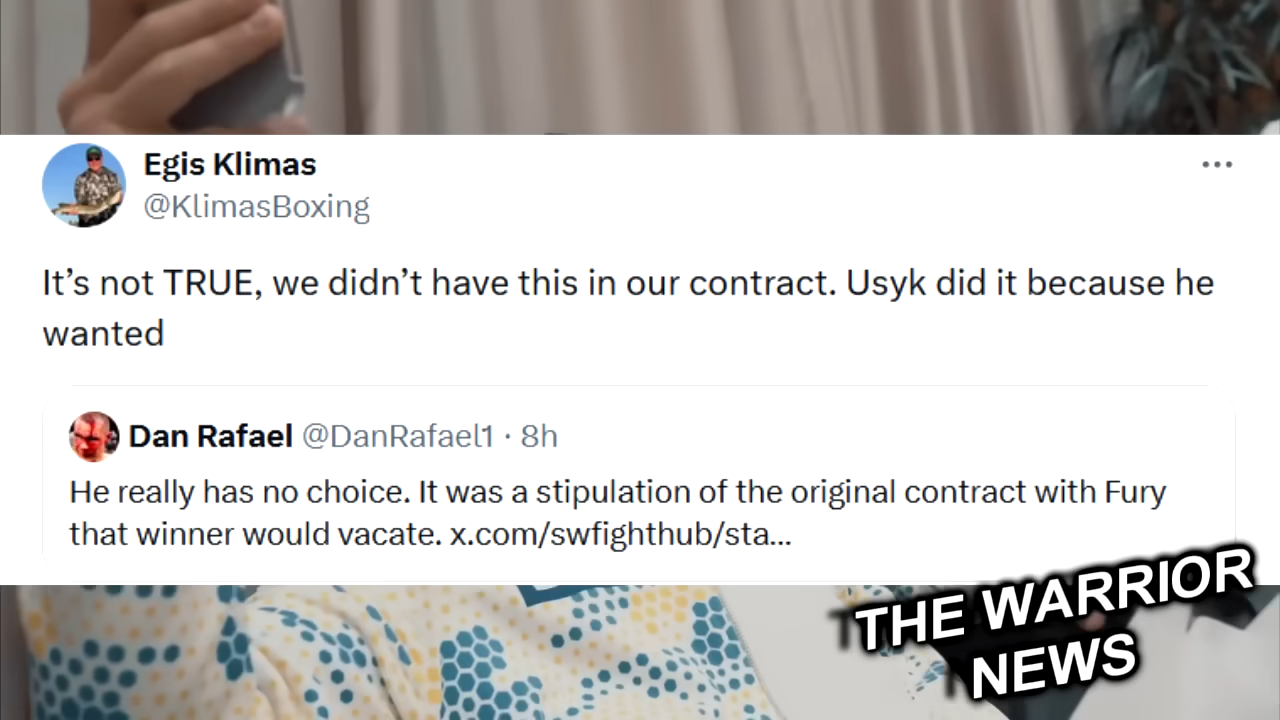 Egis Klimas
@KlimasBoxing
It’s not TRUE, we didn’t have this in our contract. Usyk did it because he
wanted
Dan Rafael @DanRafael1 · 8h
He really has no choice. It was a stipulation of the original contract with Fury
that winner would vacate. x.com/swfighthub/sta...
THE WARRIOR
NEWS